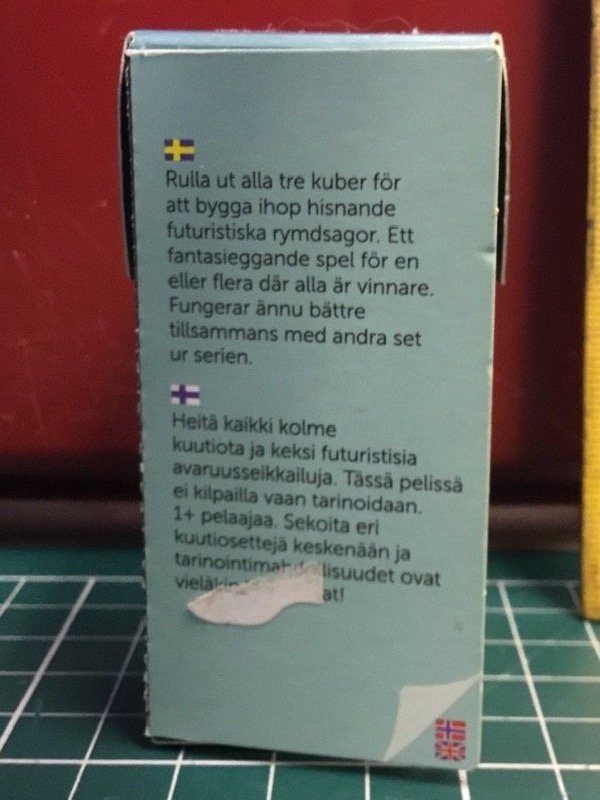 Rulla ut alla tre kuber för
att bygga ihop hisnande
futuristiska rymdsagor. Ett
fantasieggande spel för en
eller flera där alla är vinnare.
Fungerar ännu bättre
tillsammans med andra set
ur serien.
Heitä kaikki kolme
kuutiota ja keksi futuristisia
avaruusseikkailuja. Tässä pelissä
ei kilpailla vaan tarinoidaan.
1+ pelaajaa. Sekoita eri
kuutiosettejä keskenään ja
ovat